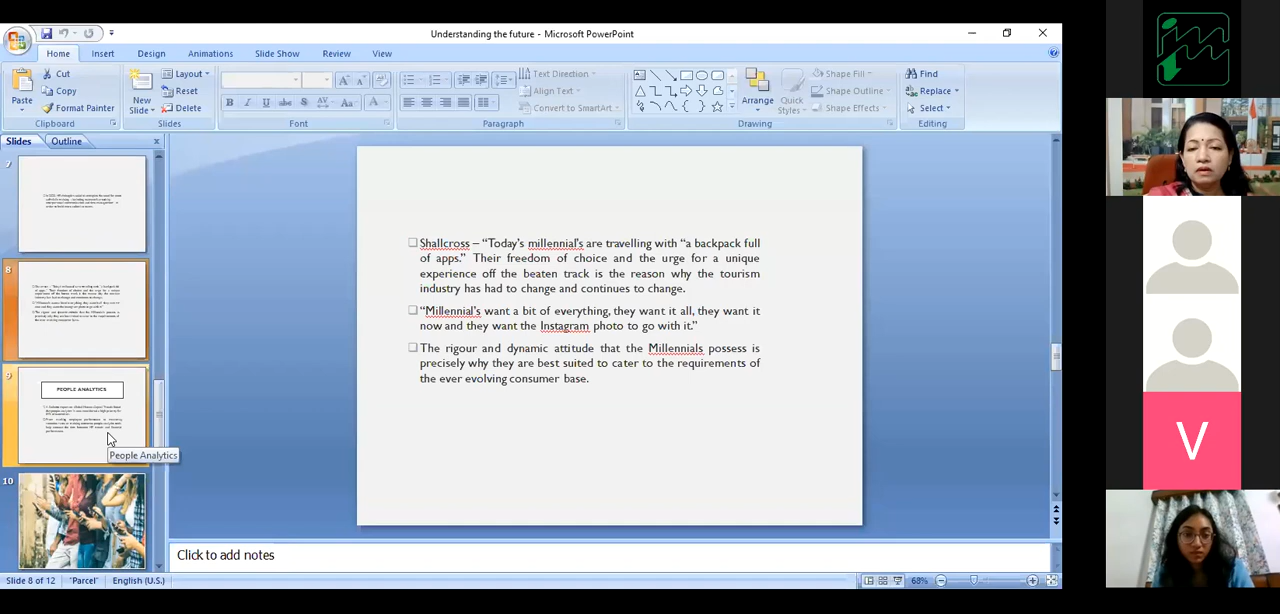 Understanding the future - Microsoft PowerPoint
Home Insert Design Animations Slide Show Review View
Paste
Cut
Copy
Format Painter
Clipboard
New Slide
Layout
Reset
Delete
Slides
B I U abe S AV Aa A
Font
Text Direction
Align Text
Convert to SmartArt
Paragraph
Arrange
Quick Styles
Shape Fill
Shape Outline
Shape Effects
Drawing
Find
Replace
Select
Editing
Slides Outline
7
8
9
PEOPLE ANALYTICS
People Analytics
10
Shallcross – “Today’s millennial’s are travelling with “a backpack full
of apps.” Their freedom of choice and the urge for a unique
experience off the beaten track is the reason why the tourism
industry has had to change and continues to change.
“Millennial’s want a bit of everything, they want it all, they want it
now and they want the Instagram photo to go with it.”
The rigour and dynamic attitude that the Millennials possess is
precisely why they are best suited to cater to the requirements of
the ever evolving consumer base.
Click to add notes
Slide 8 of 12 "Parcel" English (U.S.) 68%
V